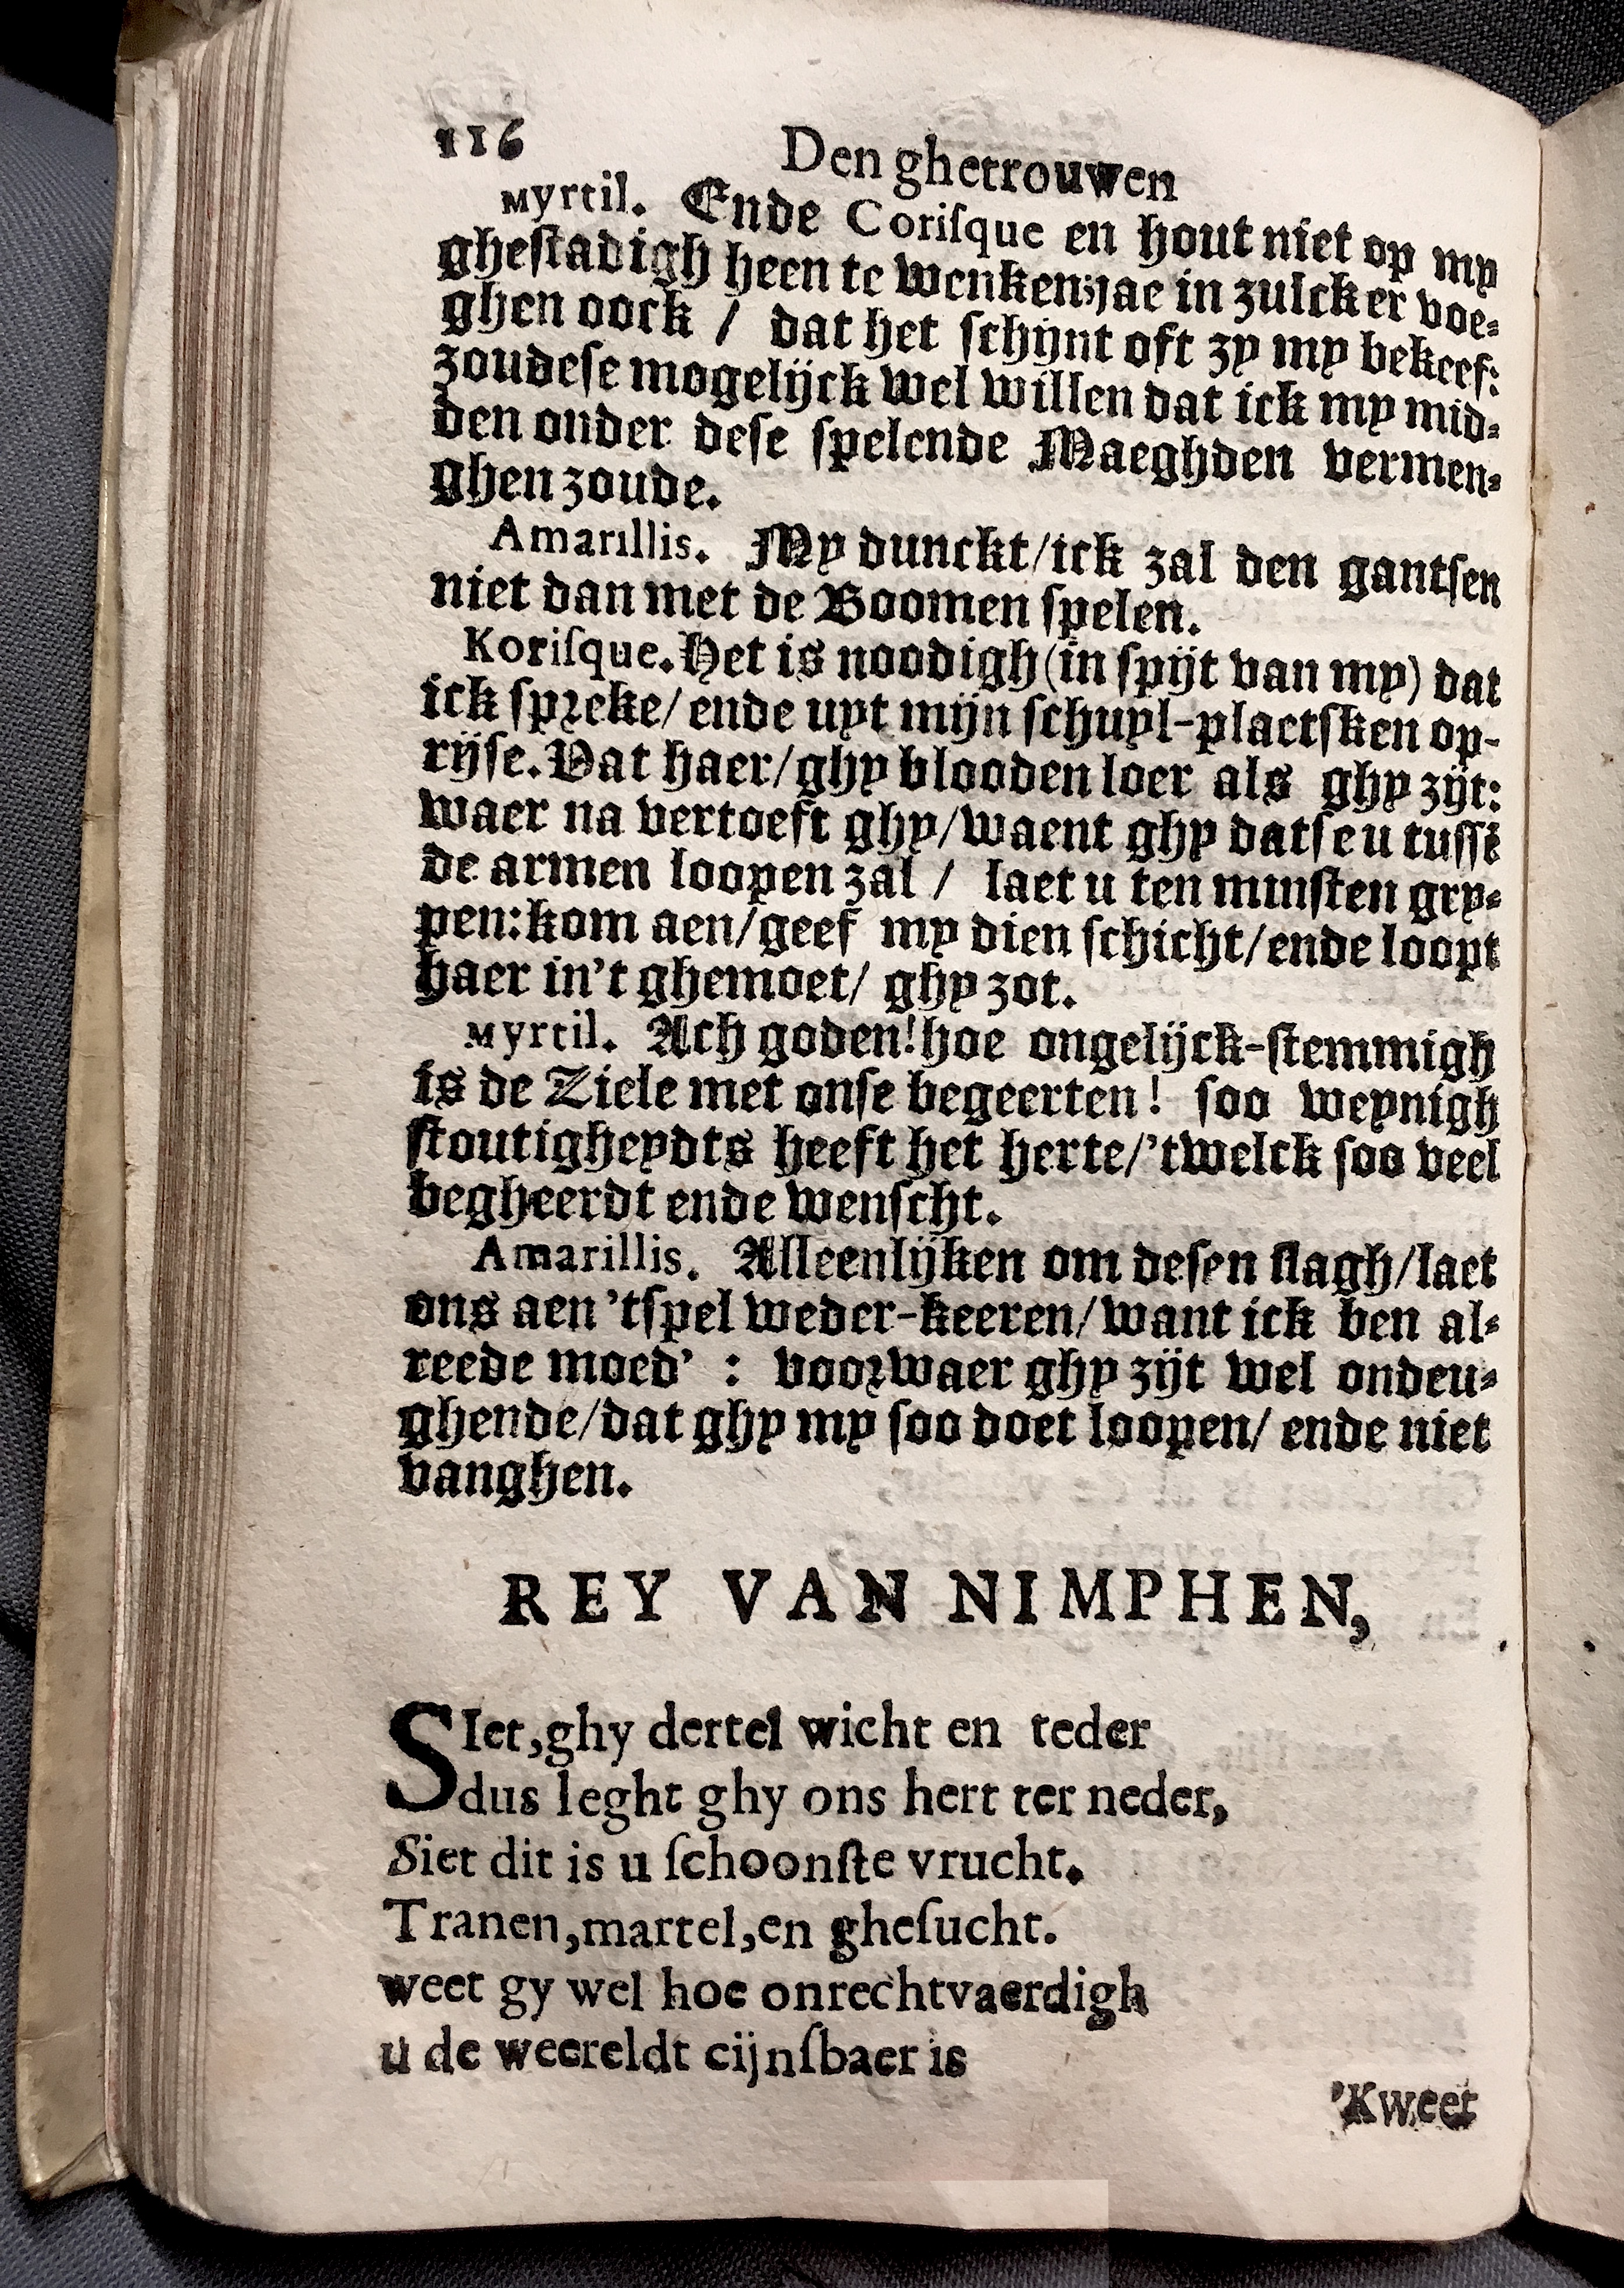 116 Den ghetrouwen
Myrtil. Ende Coriſque en hout niet op my
gheſtadigh heen te wenken;jae in zulcker voe⸗
ghen oock / dat het ſchijnt oft zy my bekeef:
zoudeſe mogelijck wel willen dat ick my mid⸗
den onder deſe ſpelende Maeghden vermen⸗
ghen zoude.
Amarillis. My dunckt/ick zal den gantſen
niet dan met de Boomen ſpelen.
Koriſque. Het is noodigh (in ſpijt van my) dat
ick ſpreke/ ende uyt mijn ſchuyl-plaetſken op-
rijſe. Vat haer/ghy blooden loer als ghy zijt:
waer na vertoeft ghy/waent ghy datſe u tuſſẽ
de armen loopen zal / laet u ten minſten gry⸗
pen:kom aen/geef my dien ſchicht/ende loopt
haer in't ghemoet/ ghy zot.
Myrtil. Ach goden!hoe ongelijck-ſtemmigh
is de Ziele met onſe begeerten! ſoo weynigh
ſtoutigheydts heeft het herte/'twelck ſoo veel
begheerdt ende wenſcht.
Amarillis. Alleenlijken om deſen ſlagh/laet
ons aen 'tſpel weder-keeren/want ick ben al⸗
reede moed' : voorwaer ghy zijt wel ondeu⸗
ghende/dat ghy my ſoo doet loopen/ ende niet
vanghen.
REY VAN NIMPHEN,
SIet,ghy dertel wicht en teder
dus leght ghy ons hert ter neder,
Siet dit is u ſchoonſte vrucht.
Tranen,martel,en gheſucht.
weet gy wel hoe onrechtvaerdigh
u de weereldt cijnſbaer is
'Kweet